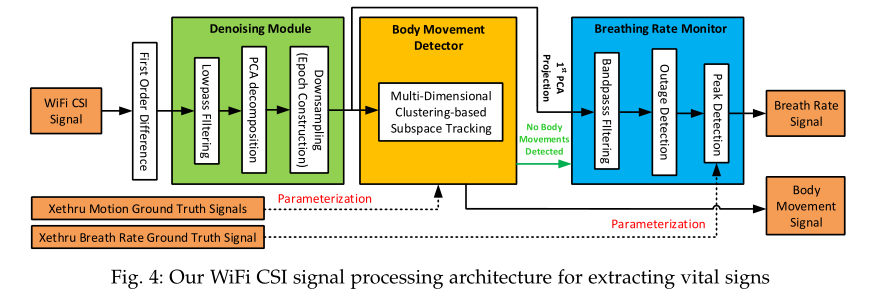 Denoising Module
Body Movement
Detector
Breathing Rate Monitor
WiFi CSI
Signal
First Order
Difference
Lowpass FIltering
PCA decomposition
Downsampling
(Epoch Construction)
Multi-Dimensional
Clustering-based
Subspace Tracking
1st PCA
Projection
No Body
Movements
Detected
Bandpasss FIltering
Outage Detection
Peak Detection
Breath Rate
Signal
Body
Movement
Signal
Xethru Motion Ground Truth Signals
Parameterization
Xethru Breath Rate Ground Truth Signal
Parameterization
Fig. 4: Our WiFi CSI signal processing architecture for extracting vital signs